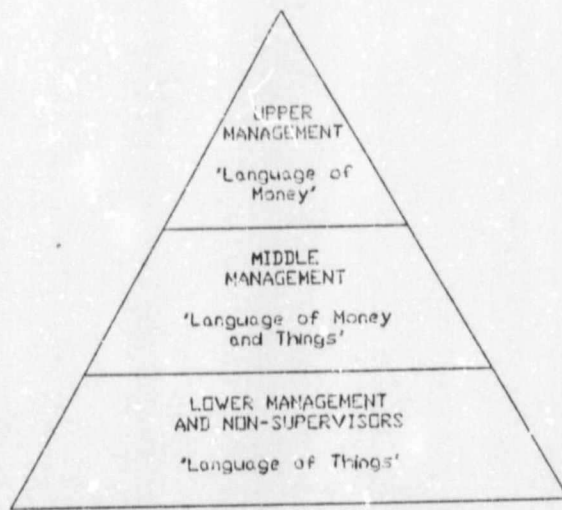 UPPER
MANAGEMENT
'Language of
Money'
MIDDLE
MANAGEMENT
'Language of Money
and Things'
LOWER MANAGEMENT
AND NON-SUPERVISORS
'Language of Things'